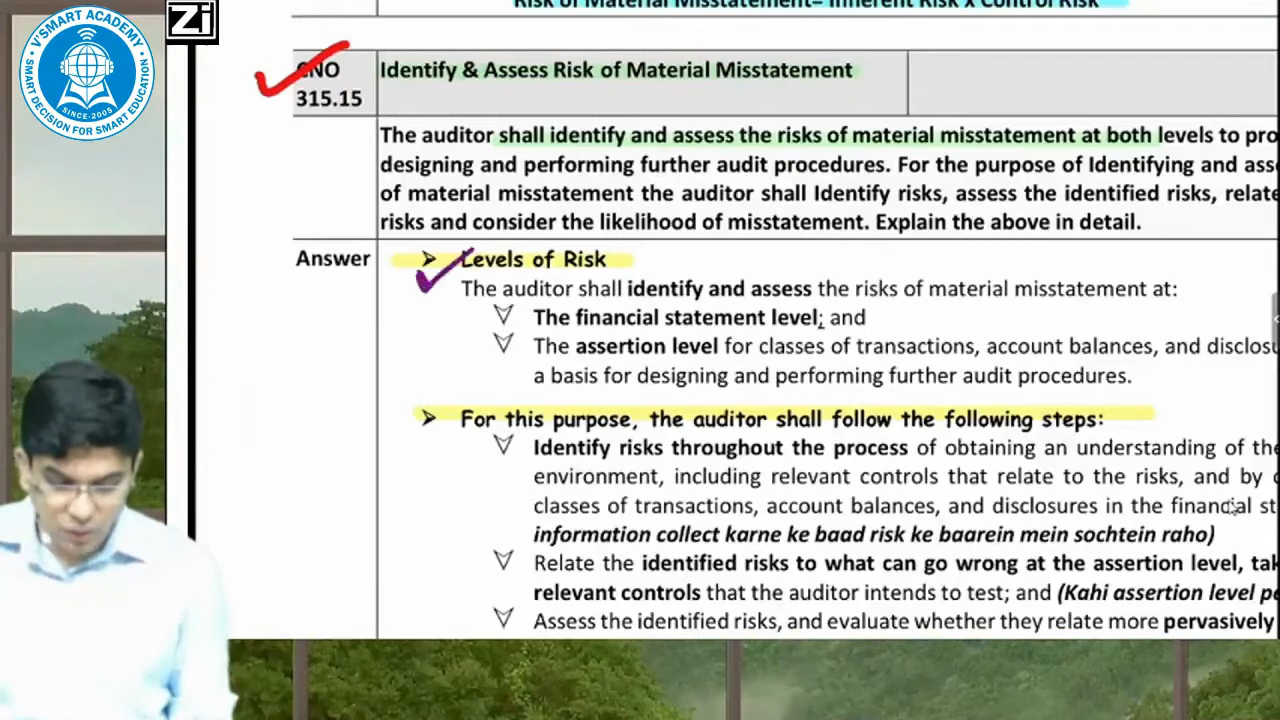 V'SMART ACADEMY
SINCE-2005
SMART DECISION FOR SMART EDUCATION
Zi
Risk of Material Misstatement= Inherent Risk x Control Risk
Identify & Assess Risk of Material Misstatement
315.15
The auditor shall identify and assess the risks of material misstatement at both levels to
designing and performing further audit procedures. For the purpose of Identifying and
of material misstatement the auditor shall Identify risks, assess the identified risks,
risks and consider the likelihood of misstatement. Explain the above in detail.
Answer ➢ Levels of Risk
The auditor shall identify and assess the risks of material misstatement at:
The financial statement level; and
The assertion level for classes of transactions, account balances, and
a basis for designing and performing further audit procedures.
➢ For this purpose, the auditor shall follow the following steps:
Identify risks throughout the process of obtaining an understanding of
environment, including relevant controls that relate to the risks, and by
classes of transactions, account balances, and disclosures in the financial
information collect karne ke baad risk ke baarein mein sochtein raho)
Relate the identified risks to what can go wrong at the assertion level,
relevant controls that the auditor intends to test; and (Kahi assertion level
Assess the identified risks, and evaluate whether they relate more pervasively